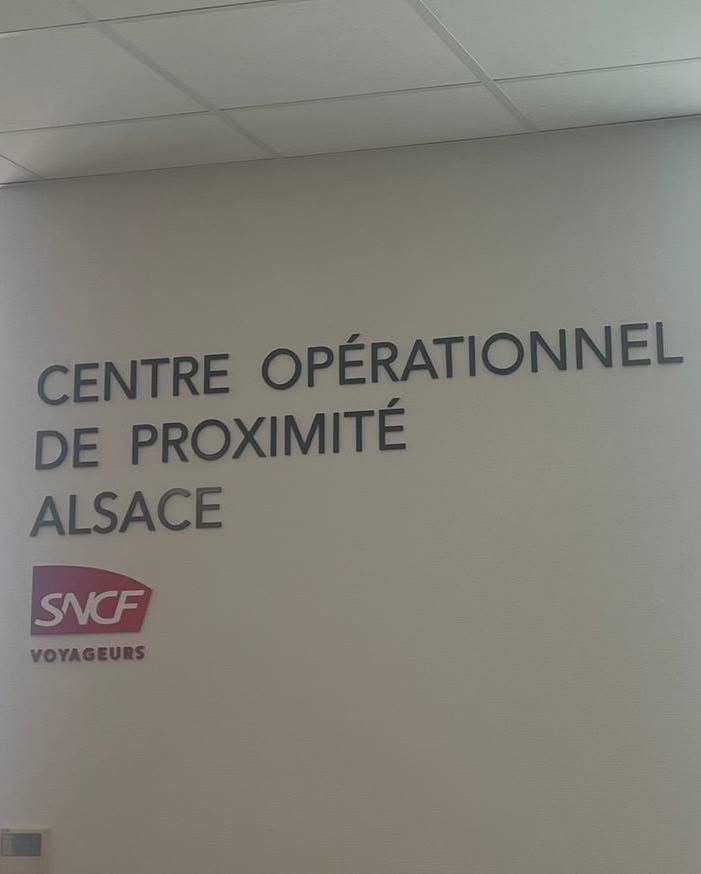 CENTRE OPÉRATIONNEL
DE PROXIMITÉ
ALSACE
SNCF
VOYAGEURS